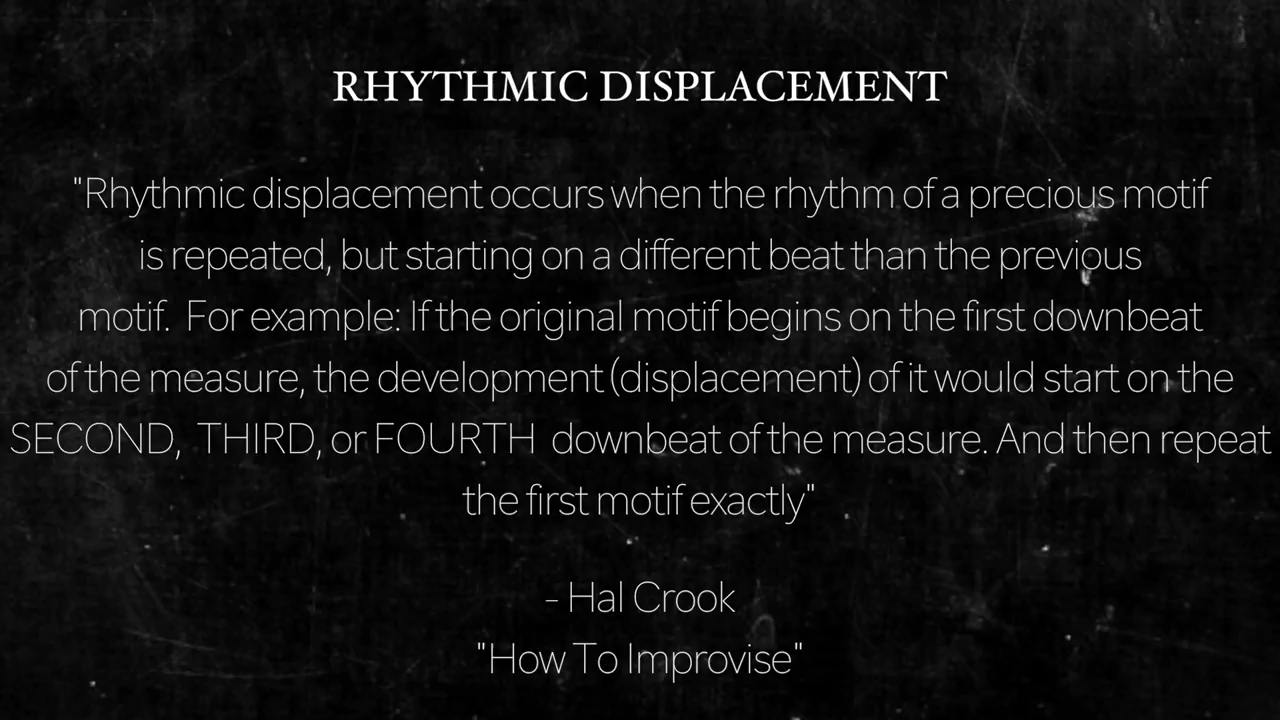 RHYTHMIC DISPLACEMENT
"Rhythmic displacement occurs when the rhythm of a precious motif
is repeated, but starting on a different beat than the previous
motif.  For example: If the original motif begins on the first downbeat
of the measure, the development (displacement) of it would start on the
SECOND,  THIRD, or FOURTH  downbeat of the measure. And then repeat
the first motif exactly"
- Hal Crook
"How To Improvise"